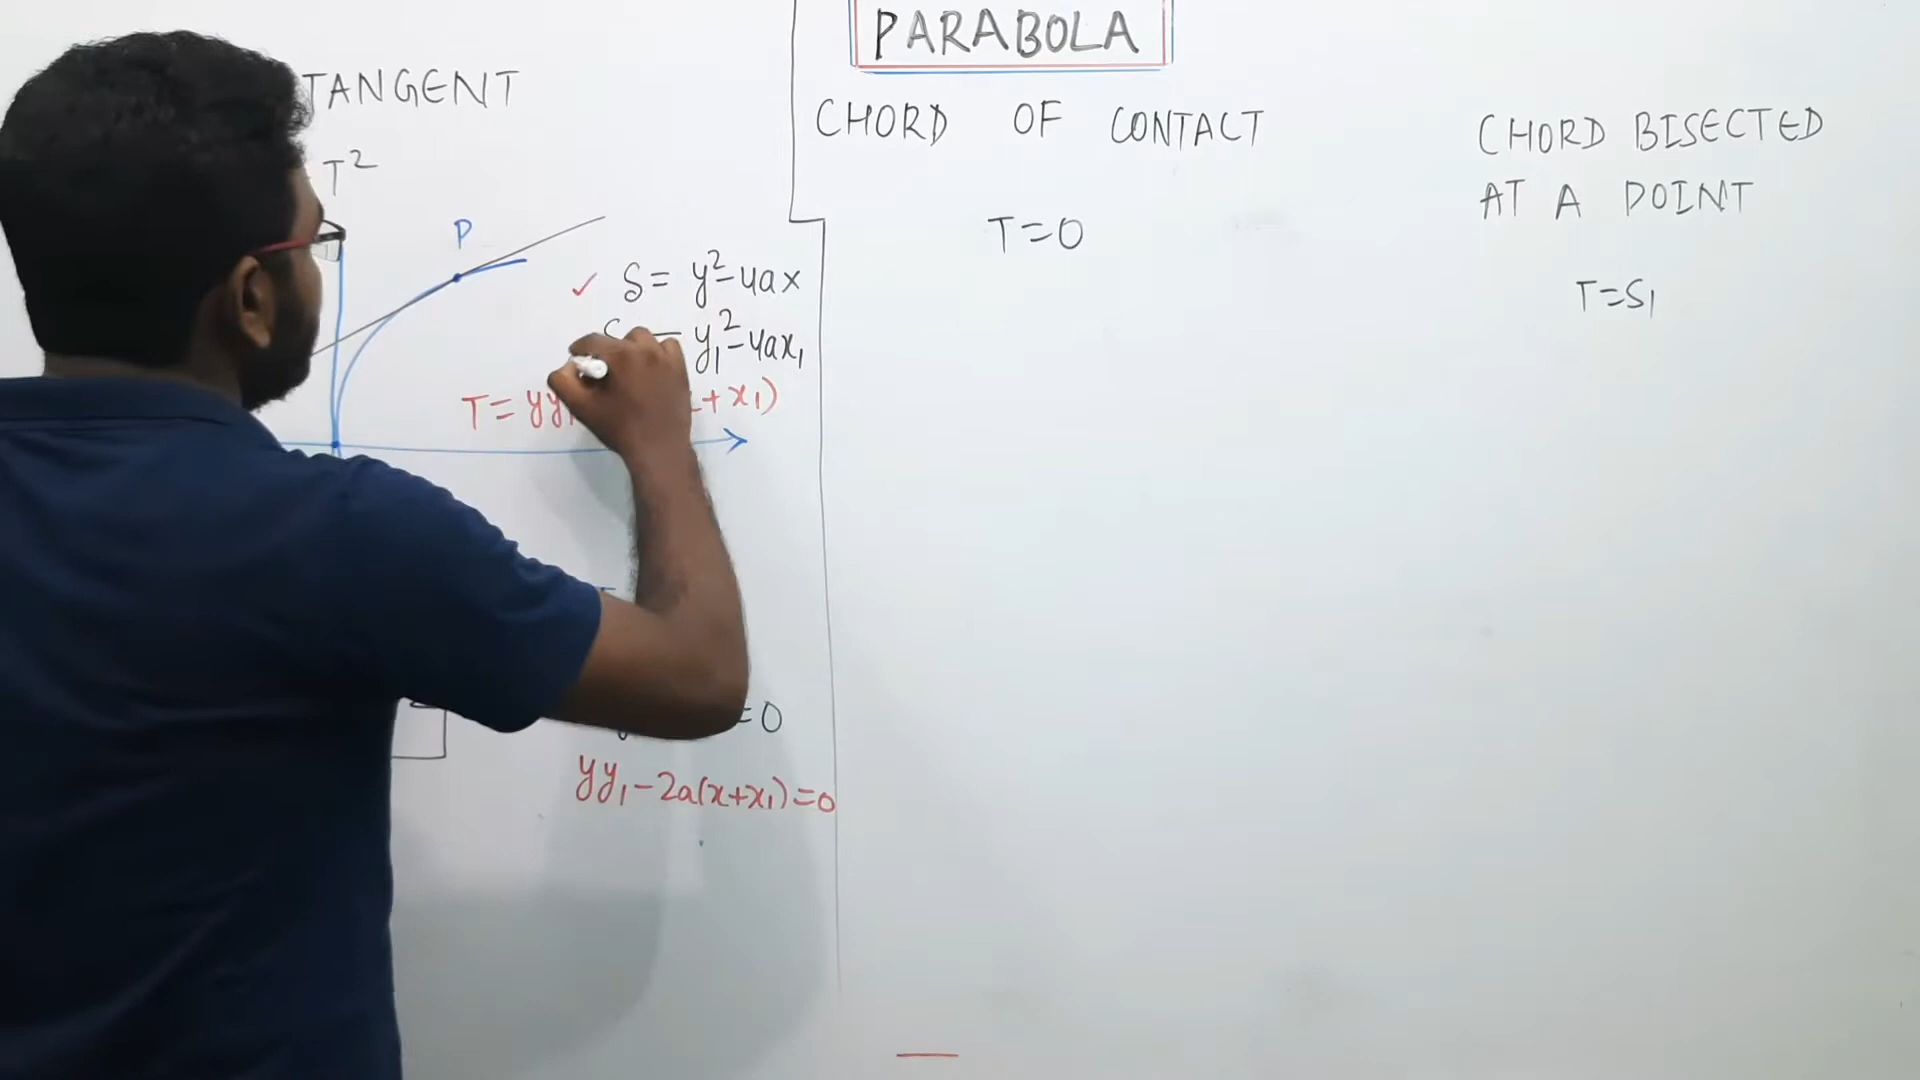 PARABOLA
TANGENT
T²
P
✓ S = y²-4ax
= y₁²-4ax₁
T = yy₁ +x₁)
=0
yy₁-2a(x+x₁)=0
CHORD OF CONTACT
T=0
CHORD BISECTED
AT A POINT
T=S₁